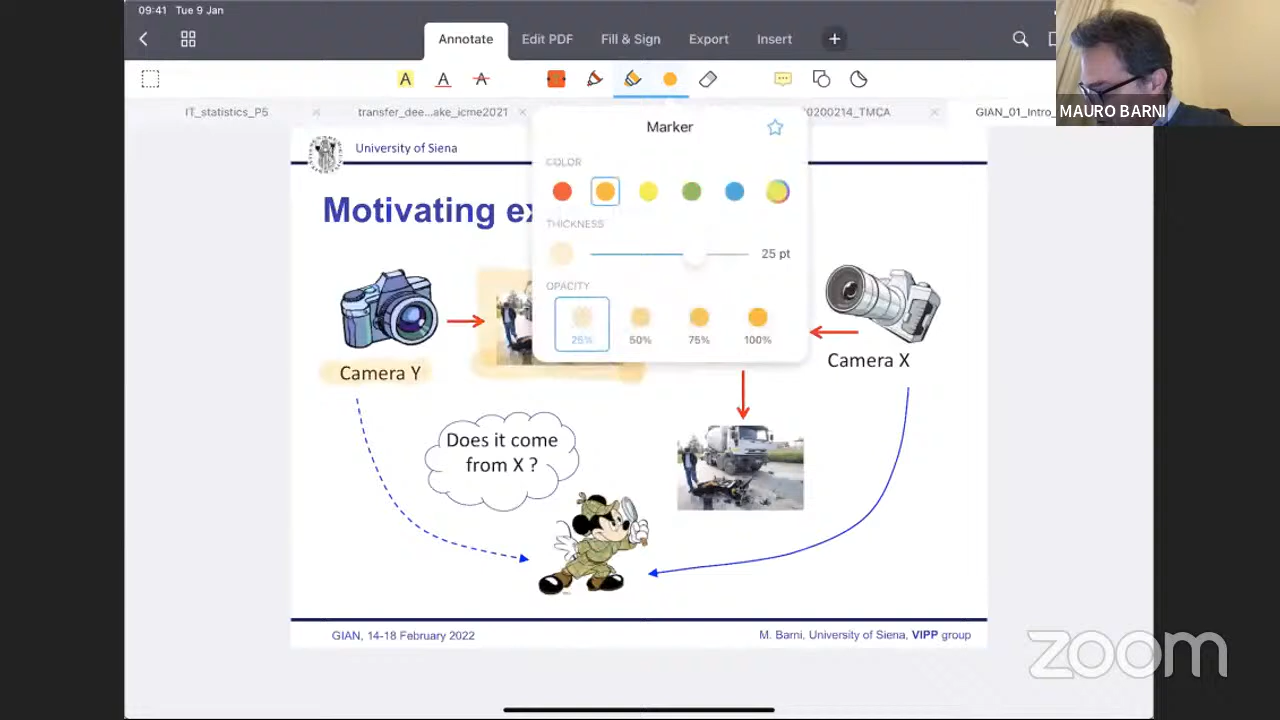 09:41 Tue 9 Jan
Annotate Edit PDF Fill & Sign Export Insert +
A A A
IT_statistics_P5 × transfer_dee...ake_icme2021 × 0200214_TMCA × GIAN_01_Intro_
MAURO BARNI
Marker
University of Siena
COLOR
Motivating ex
THICKNESS
25 pt
OPACITY
25% 50% 75% 100%
Camera Y
Camera X
Does it come
from X ?
GIAN, 14-18 February 2022
M. Barni, University of Siena, VIPP group
zoom